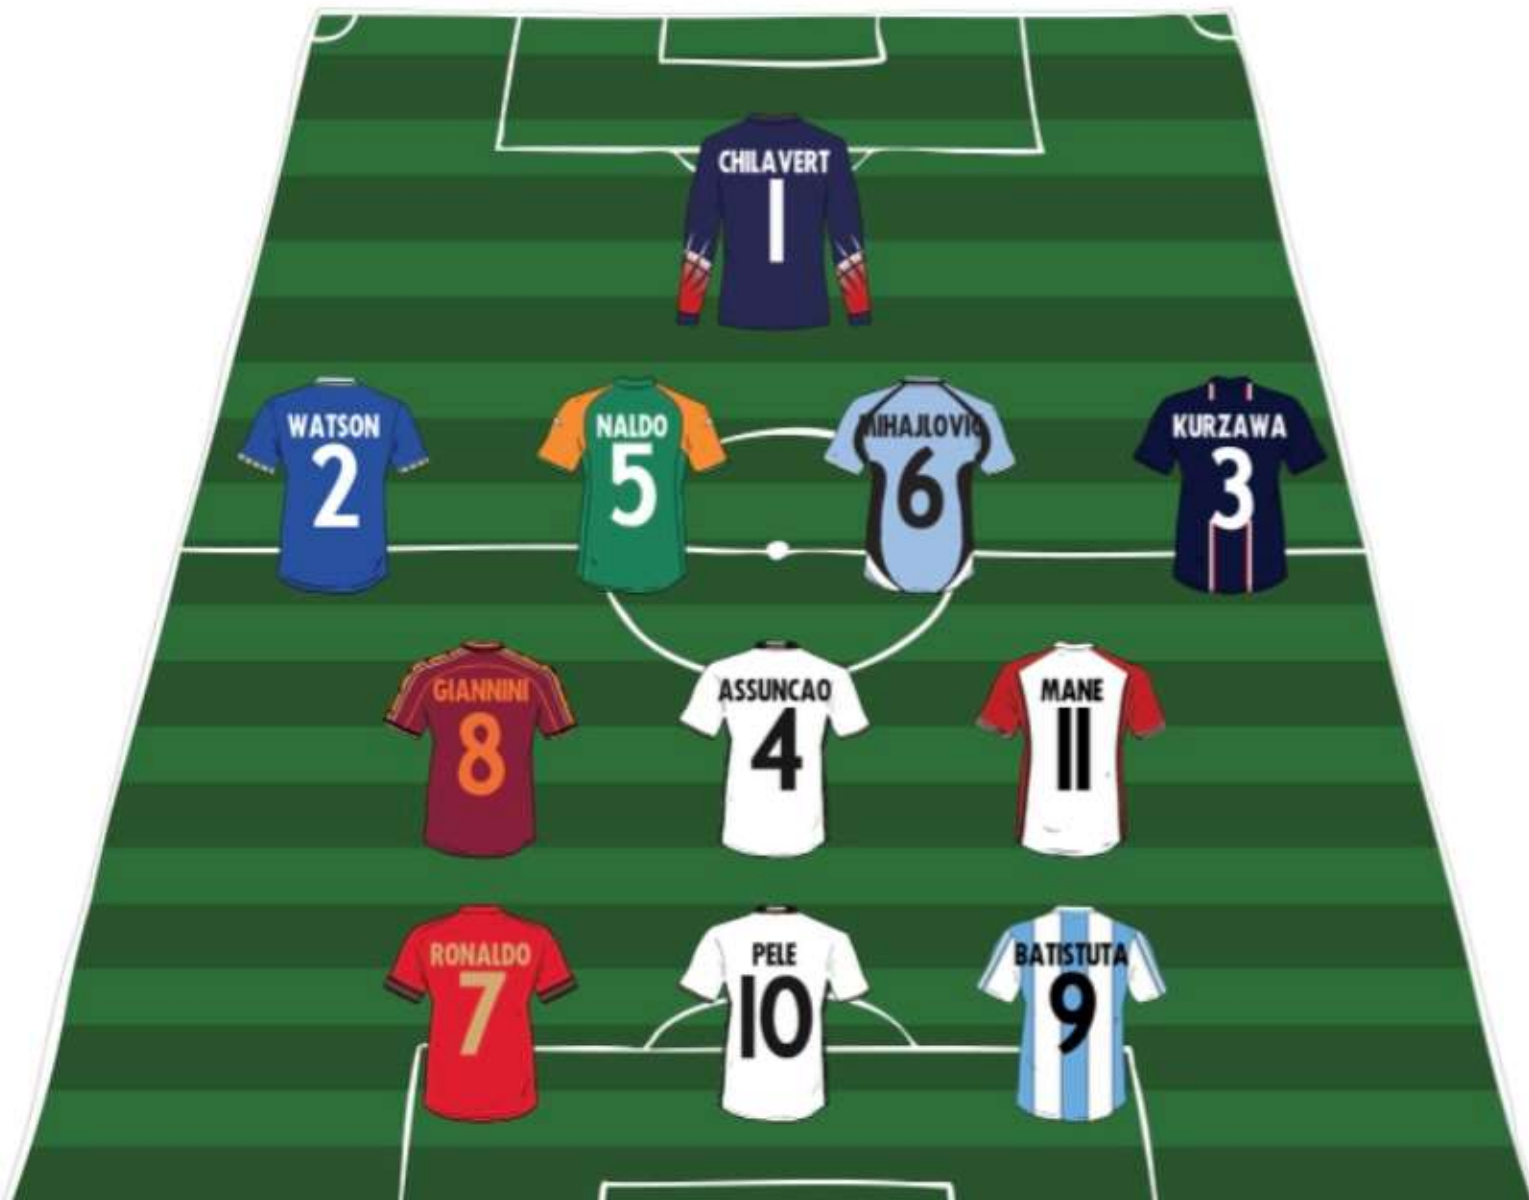 CHILAVERT
1
WATSON
2
NALDO
5
MIHAJLOVIC
6
KURZAWA
3
GIANNINI
8
ASSUNCAO
4
MANE
11
RONALDO
7
PELE
10
BATISTUTA
9